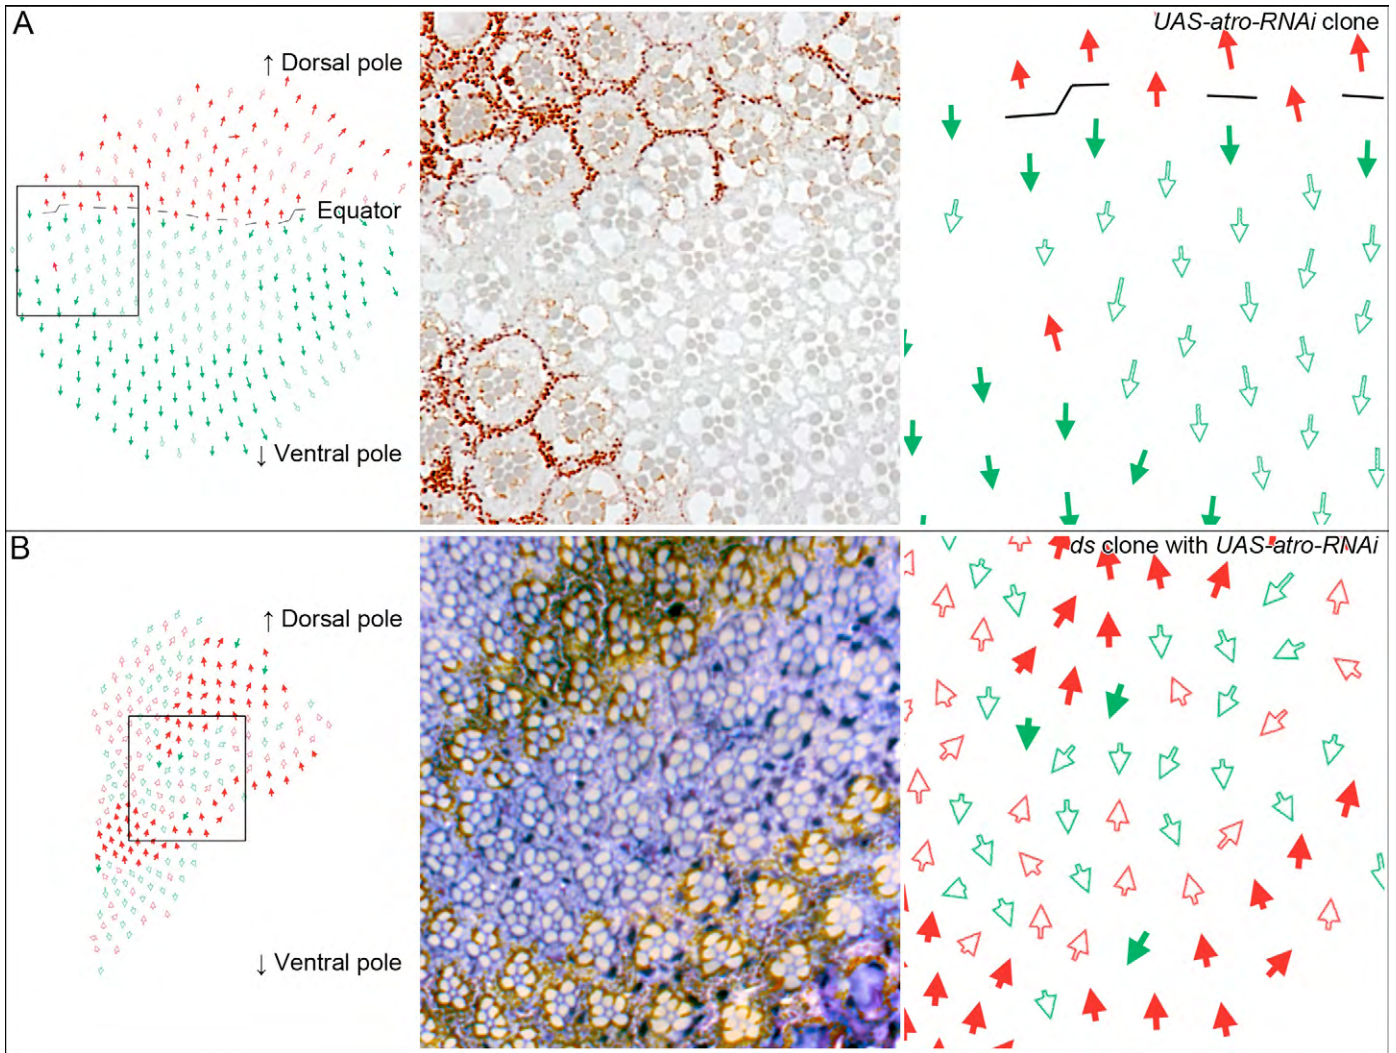 A
↑ Dorsal pole
Equator
↓ Ventral pole
UAS-atro-RNAi clone
B
↑ Dorsal pole
↓ Ventral pole
ds clone with UAS-atro-RNAi